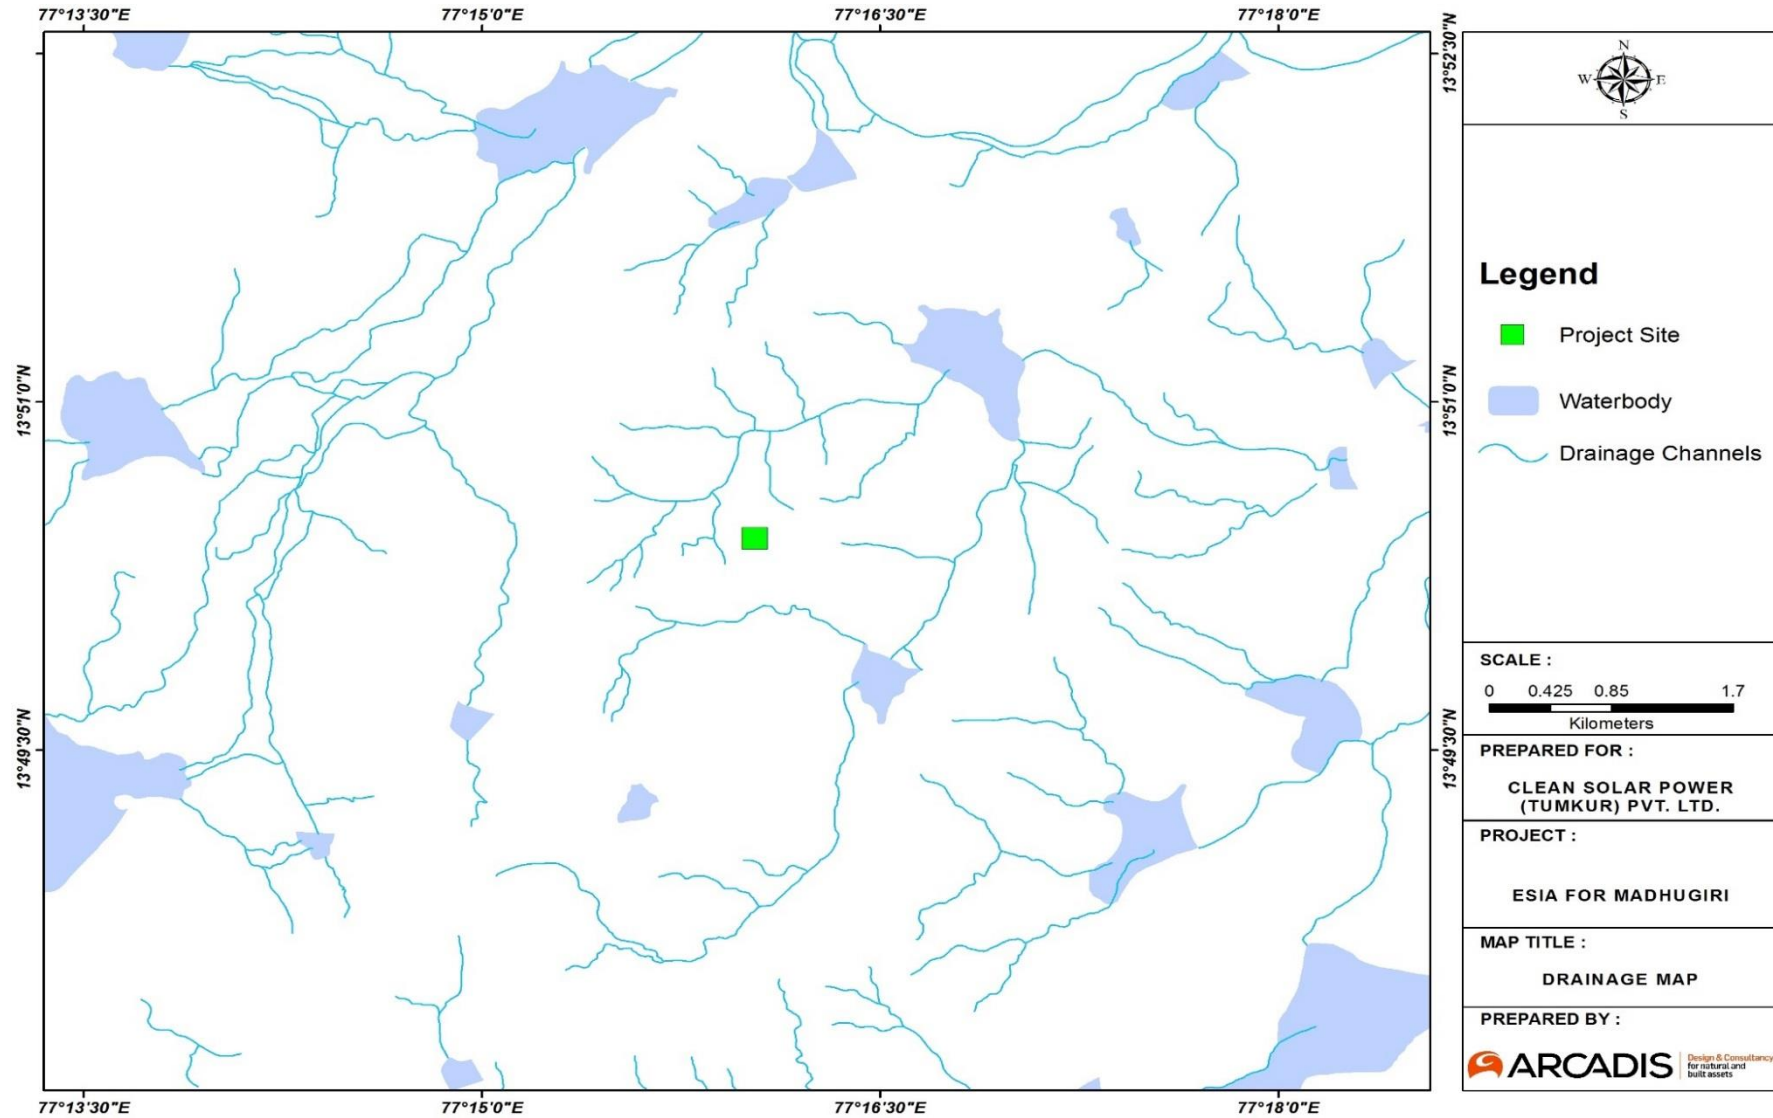 77°13'30"E 77°15'0"E 77°16'30"E 77°18'0"E
13°52'30"N
13°51'0"N 13°51'0"N
13°49'30"N 13°49'30"N
77°13'30"E 77°15'0"E 77°16'30"E 77°18'0"E
N
W E
S
Legend
Project Site
Waterbody
Drainage Channels
SCALE :
0 0.425 0.85 1.7
Kilometers
PREPARED FOR :
CLEAN SOLAR POWER
(TUMKUR) PVT. LTD.
PROJECT :
ESIA FOR MADHUGIRI
MAP TITLE :
DRAINAGE MAP
PREPARED BY :
ARCADIS
Design & Consultancy
for natural and
built assets